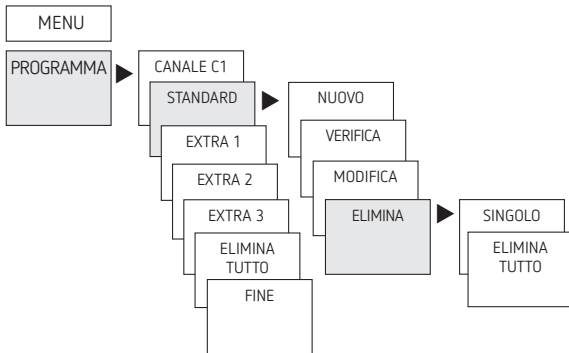 MENU
PROGRAMMA
CANALE C1
STANDARD
EXTRA 1
EXTRA 2
EXTRA 3
ELIMINA
TUTTO
FINE
NUOVO
VERIFICA
MODIFICA
ELIMINA
SINGOLO
ELIMINA
TUTTO